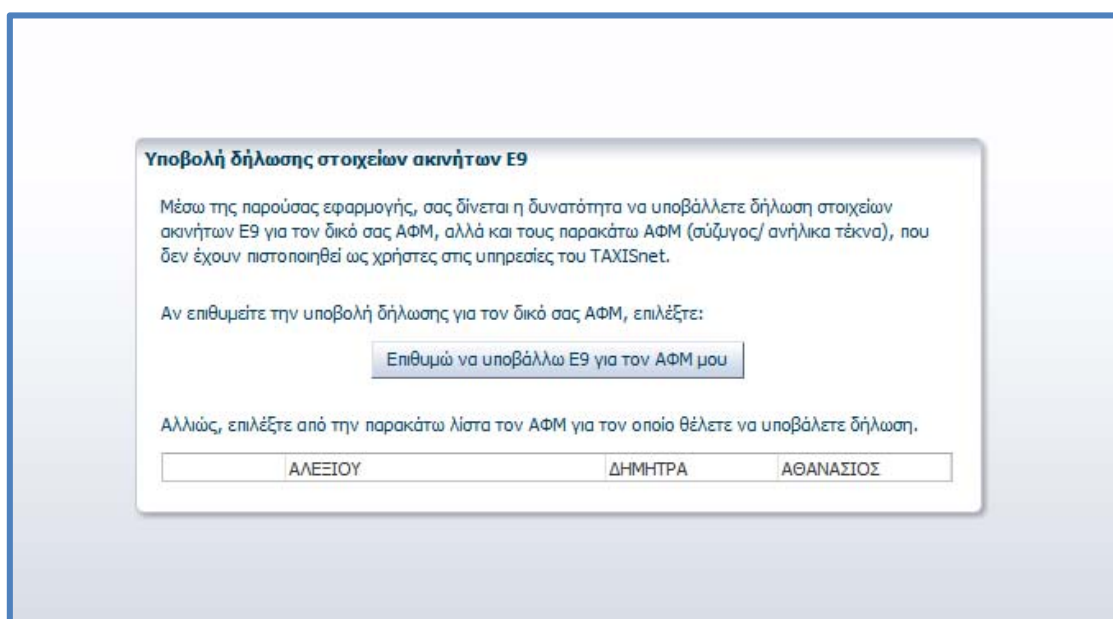 Υποβολή δήλωσης στοιχείων ακινήτων Ε9
Μέσω της παρούσας εφαρμογής, σας δίνεται η δυνατότητα να υποβάλλετε δήλωση στοιχείων
ακινήτων Ε9 για τον δικό σας ΑΦΜ, αλλά και τους παρακάτω ΑΦΜ (σύζυγος/ ανήλικα τέκνα), που
δεν έχουν πιστοποιηθεί ως χρήστες στις υπηρεσίες του TAXISnet.
Αν επιθυμείτε την υποβολή δήλωσης για τον δικό σας ΑΦΜ, επιλέξτε:
Επιθυμώ να υποβάλλω Ε9 για τον ΑΦΜ μου
Αλλιώς, επιλέξτε από την παρακάτω λίστα τον ΑΦΜ για τον οποίο θέλετε να υποβάλετε δήλωση.
ΑΛΕΞΙΟΥ ΔΗΜΗΤΡΑ ΑΘΑΝΑΣΙΟΣ